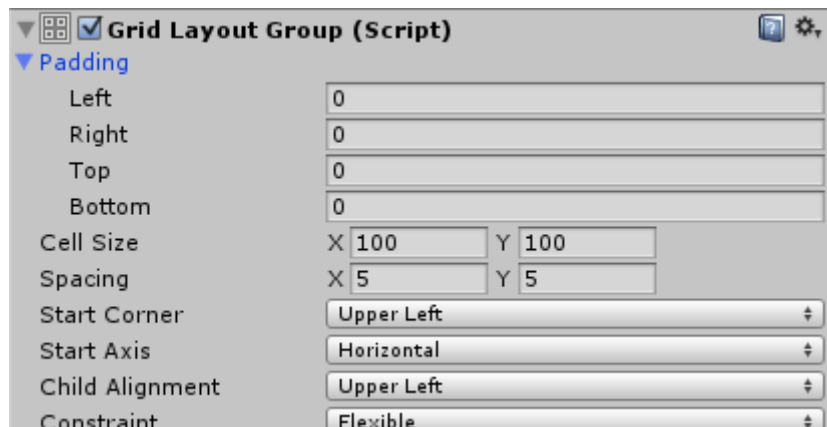 Grid Layout Group (Script)
Padding
Left 0
Right 0
Top 0
Bottom 0
Cell Size X 100 Y 100
Spacing X 5 Y 5
Start Corner Upper Left
Start Axis Horizontal
Child Alignment Upper Left
Constraint Flexible